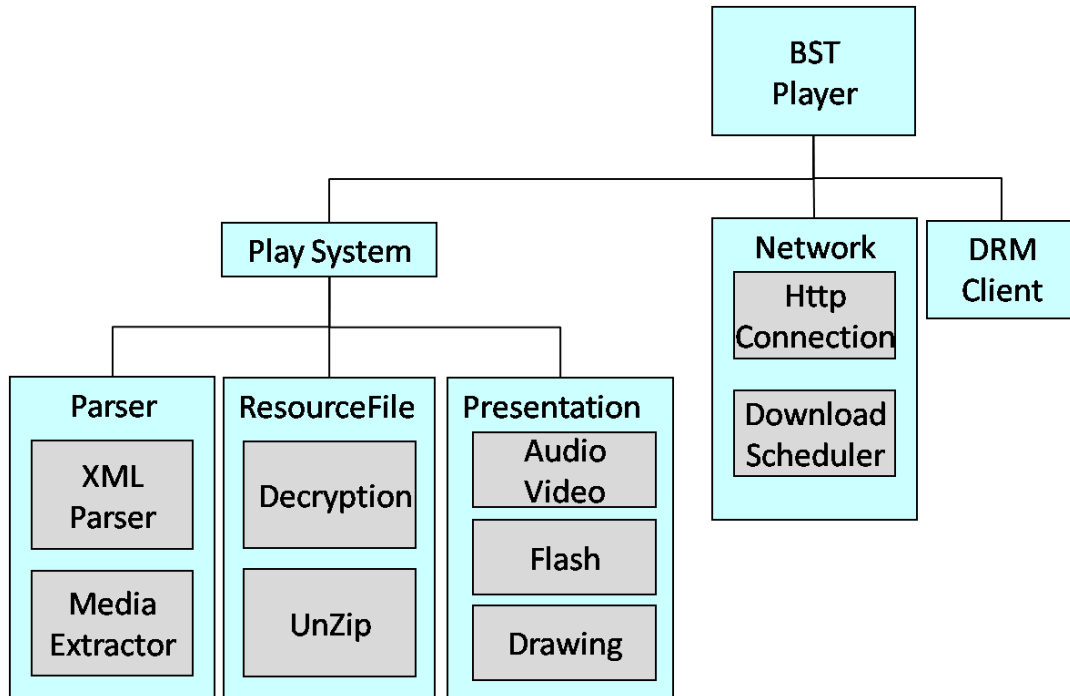 BST
Player
Play System
Network
Http
Connection
Download
Scheduler
DRM
Client
Parser
XML
Parser
Media
Extractor
ResourceFile
Decryption
UnZip
Presentation
Audio
Video
Flash
Drawing